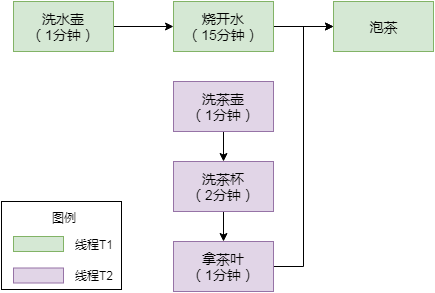 洗水壶
（1分钟）
烧开水
（15分钟）
泡茶
洗茶壶
（1分钟）
洗茶杯
（2分钟）
拿茶叶
（1分钟）
图例
线程T1
线程T2